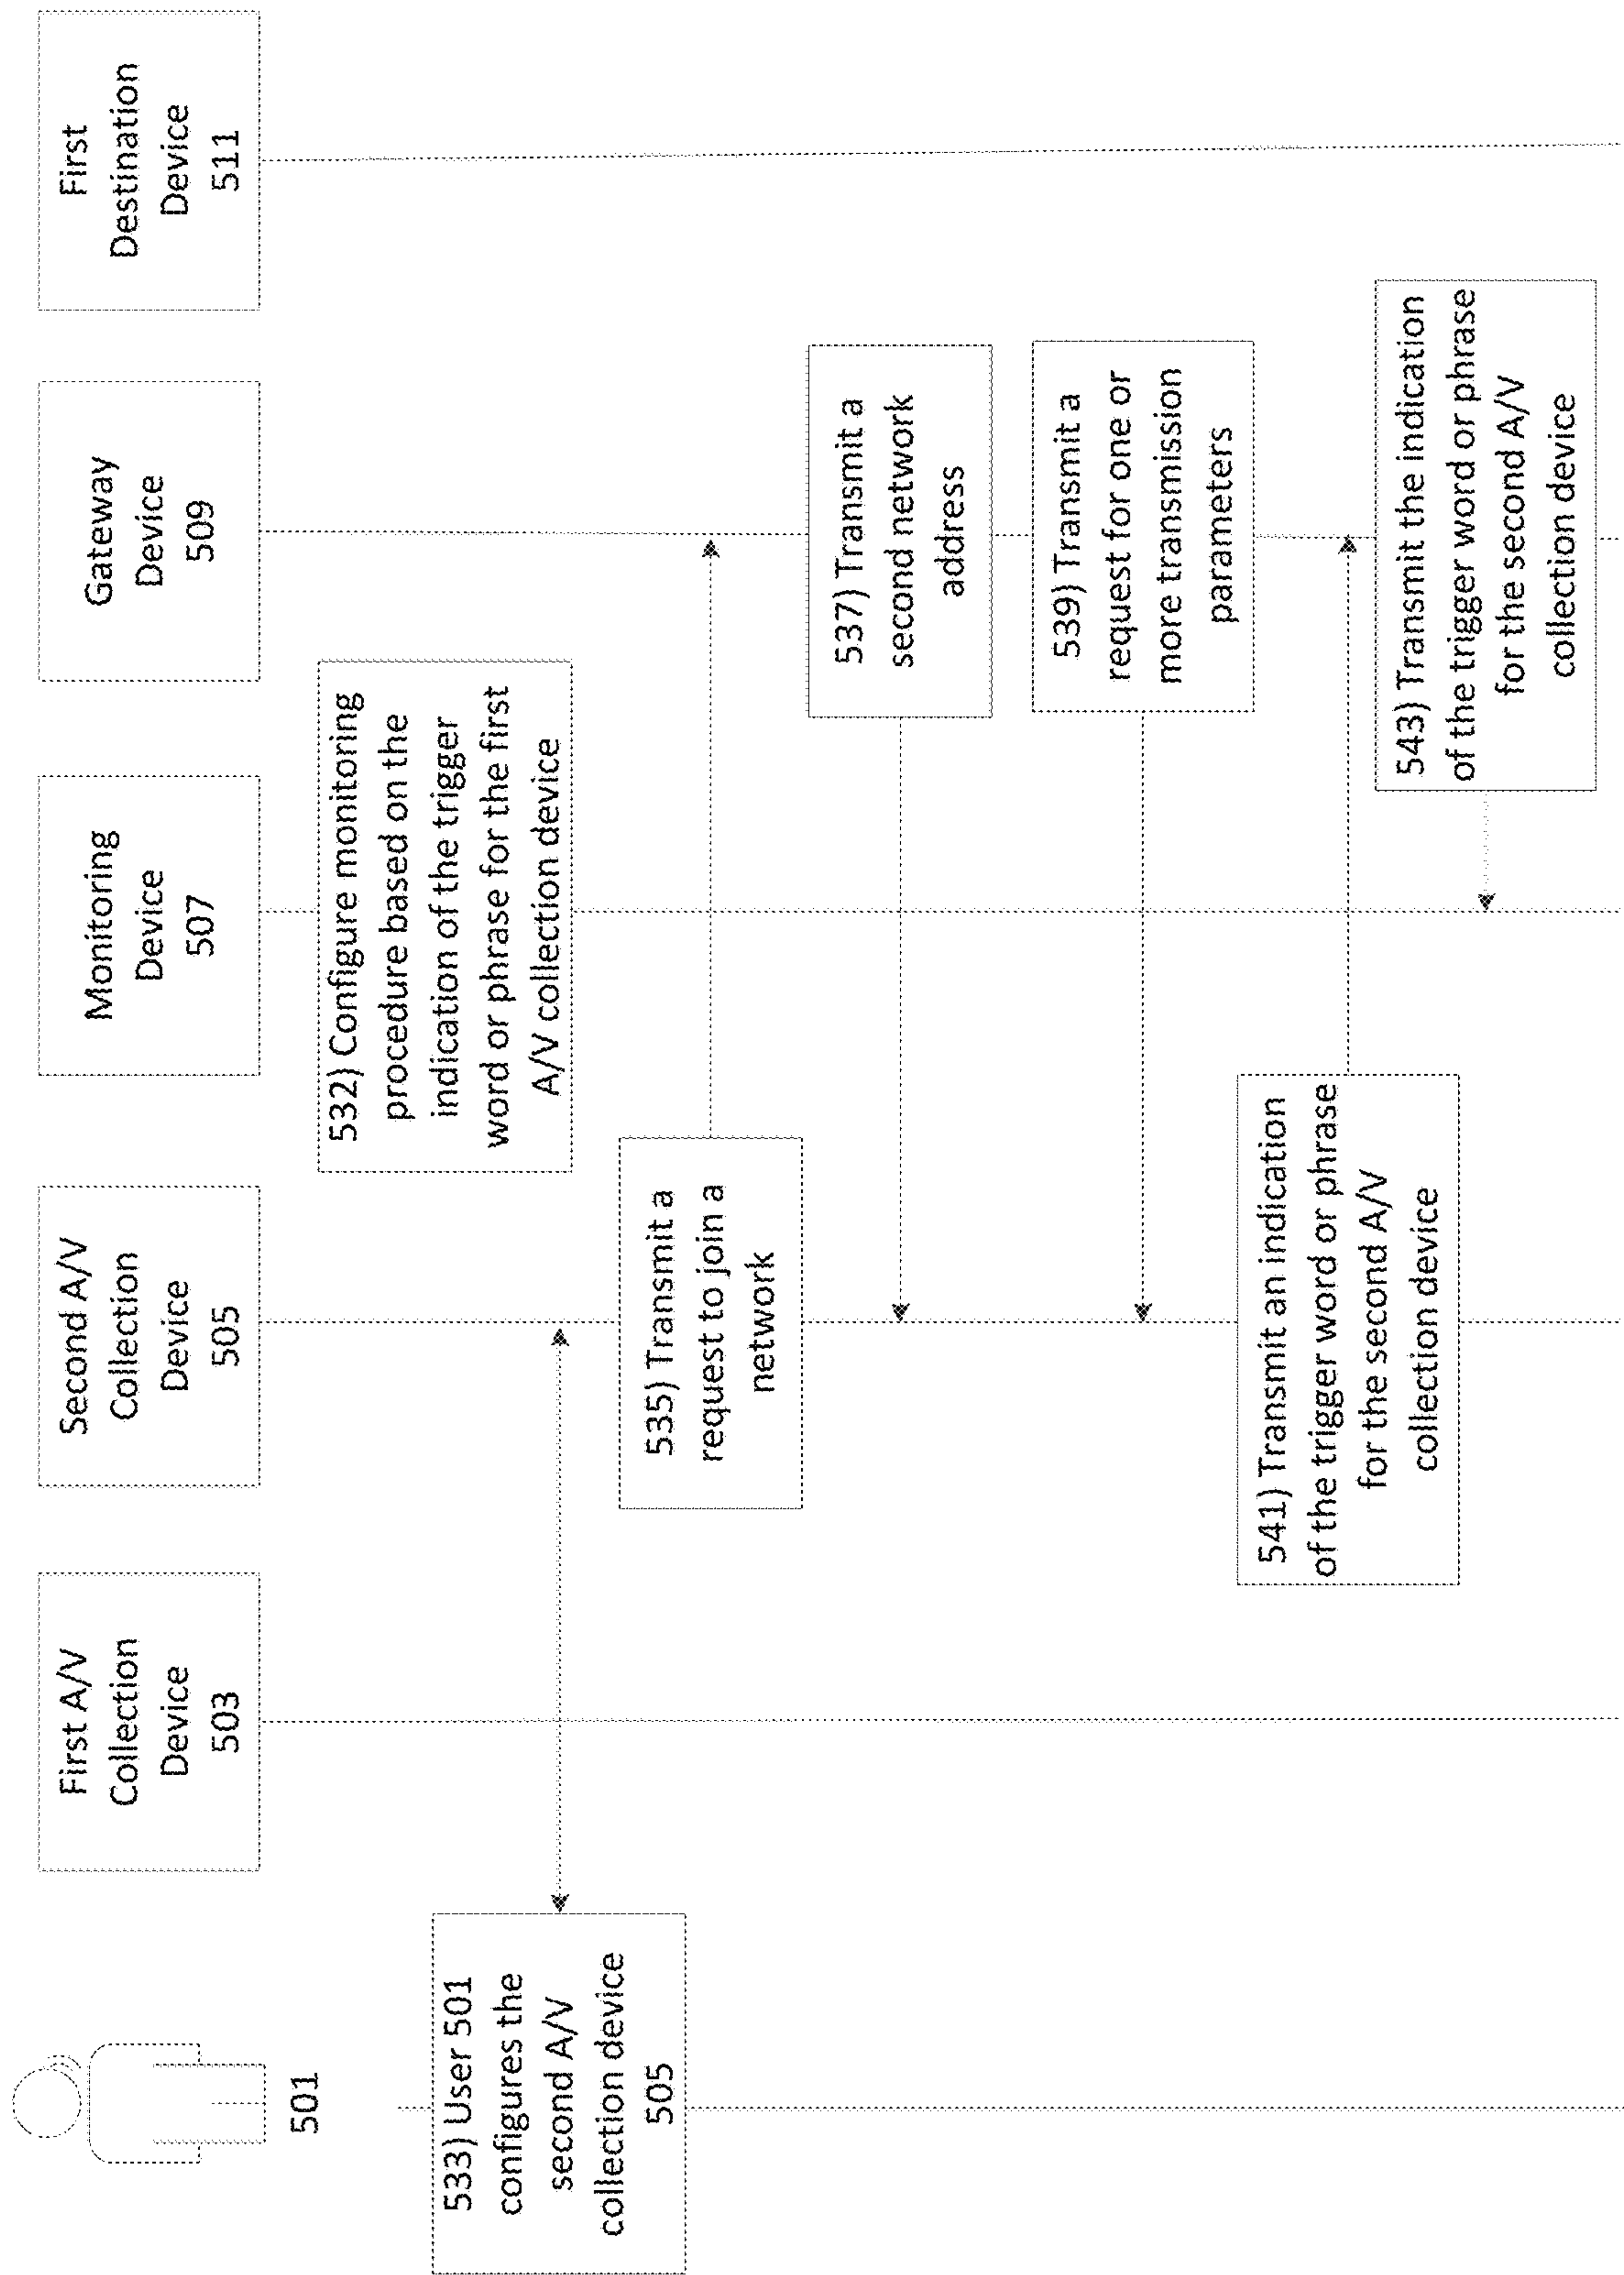 501
First A/V
Collection
Device
503
Second A/V
Collection
Device
505
Monitoring
Device
507
Gateway
Device
509
First
Destination
Device
511
532) Configure monitoring
procedure based on the
indication of the trigger
word or phrase for the first
A/V collection device
533) User 501
configures the
second A/V
collection device
505
535) Transmit a
request to join a
network
537) Transmit a
second network
address
539) Transmit a
request for one or
more transmission
parameters
541) Transmit an indication
of the trigger word or phrase
for the second A/V
collection device
543) Transmit the indication
of the trigger word or phrase
for the second A/V
collection device